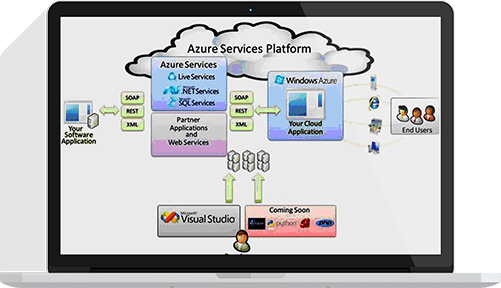 Azure Services Platform
Azure Services
Live Services
.NET Services
SQL Services
Partner
Applications
and
Web Services
SOAP
REST
XML
SOAP
REST
XML
Your
Software
Application
Windows Azure
Your Cloud
Application
End Users
Microsoft
Visual Studio
Coming Soon
eclipse
python
php